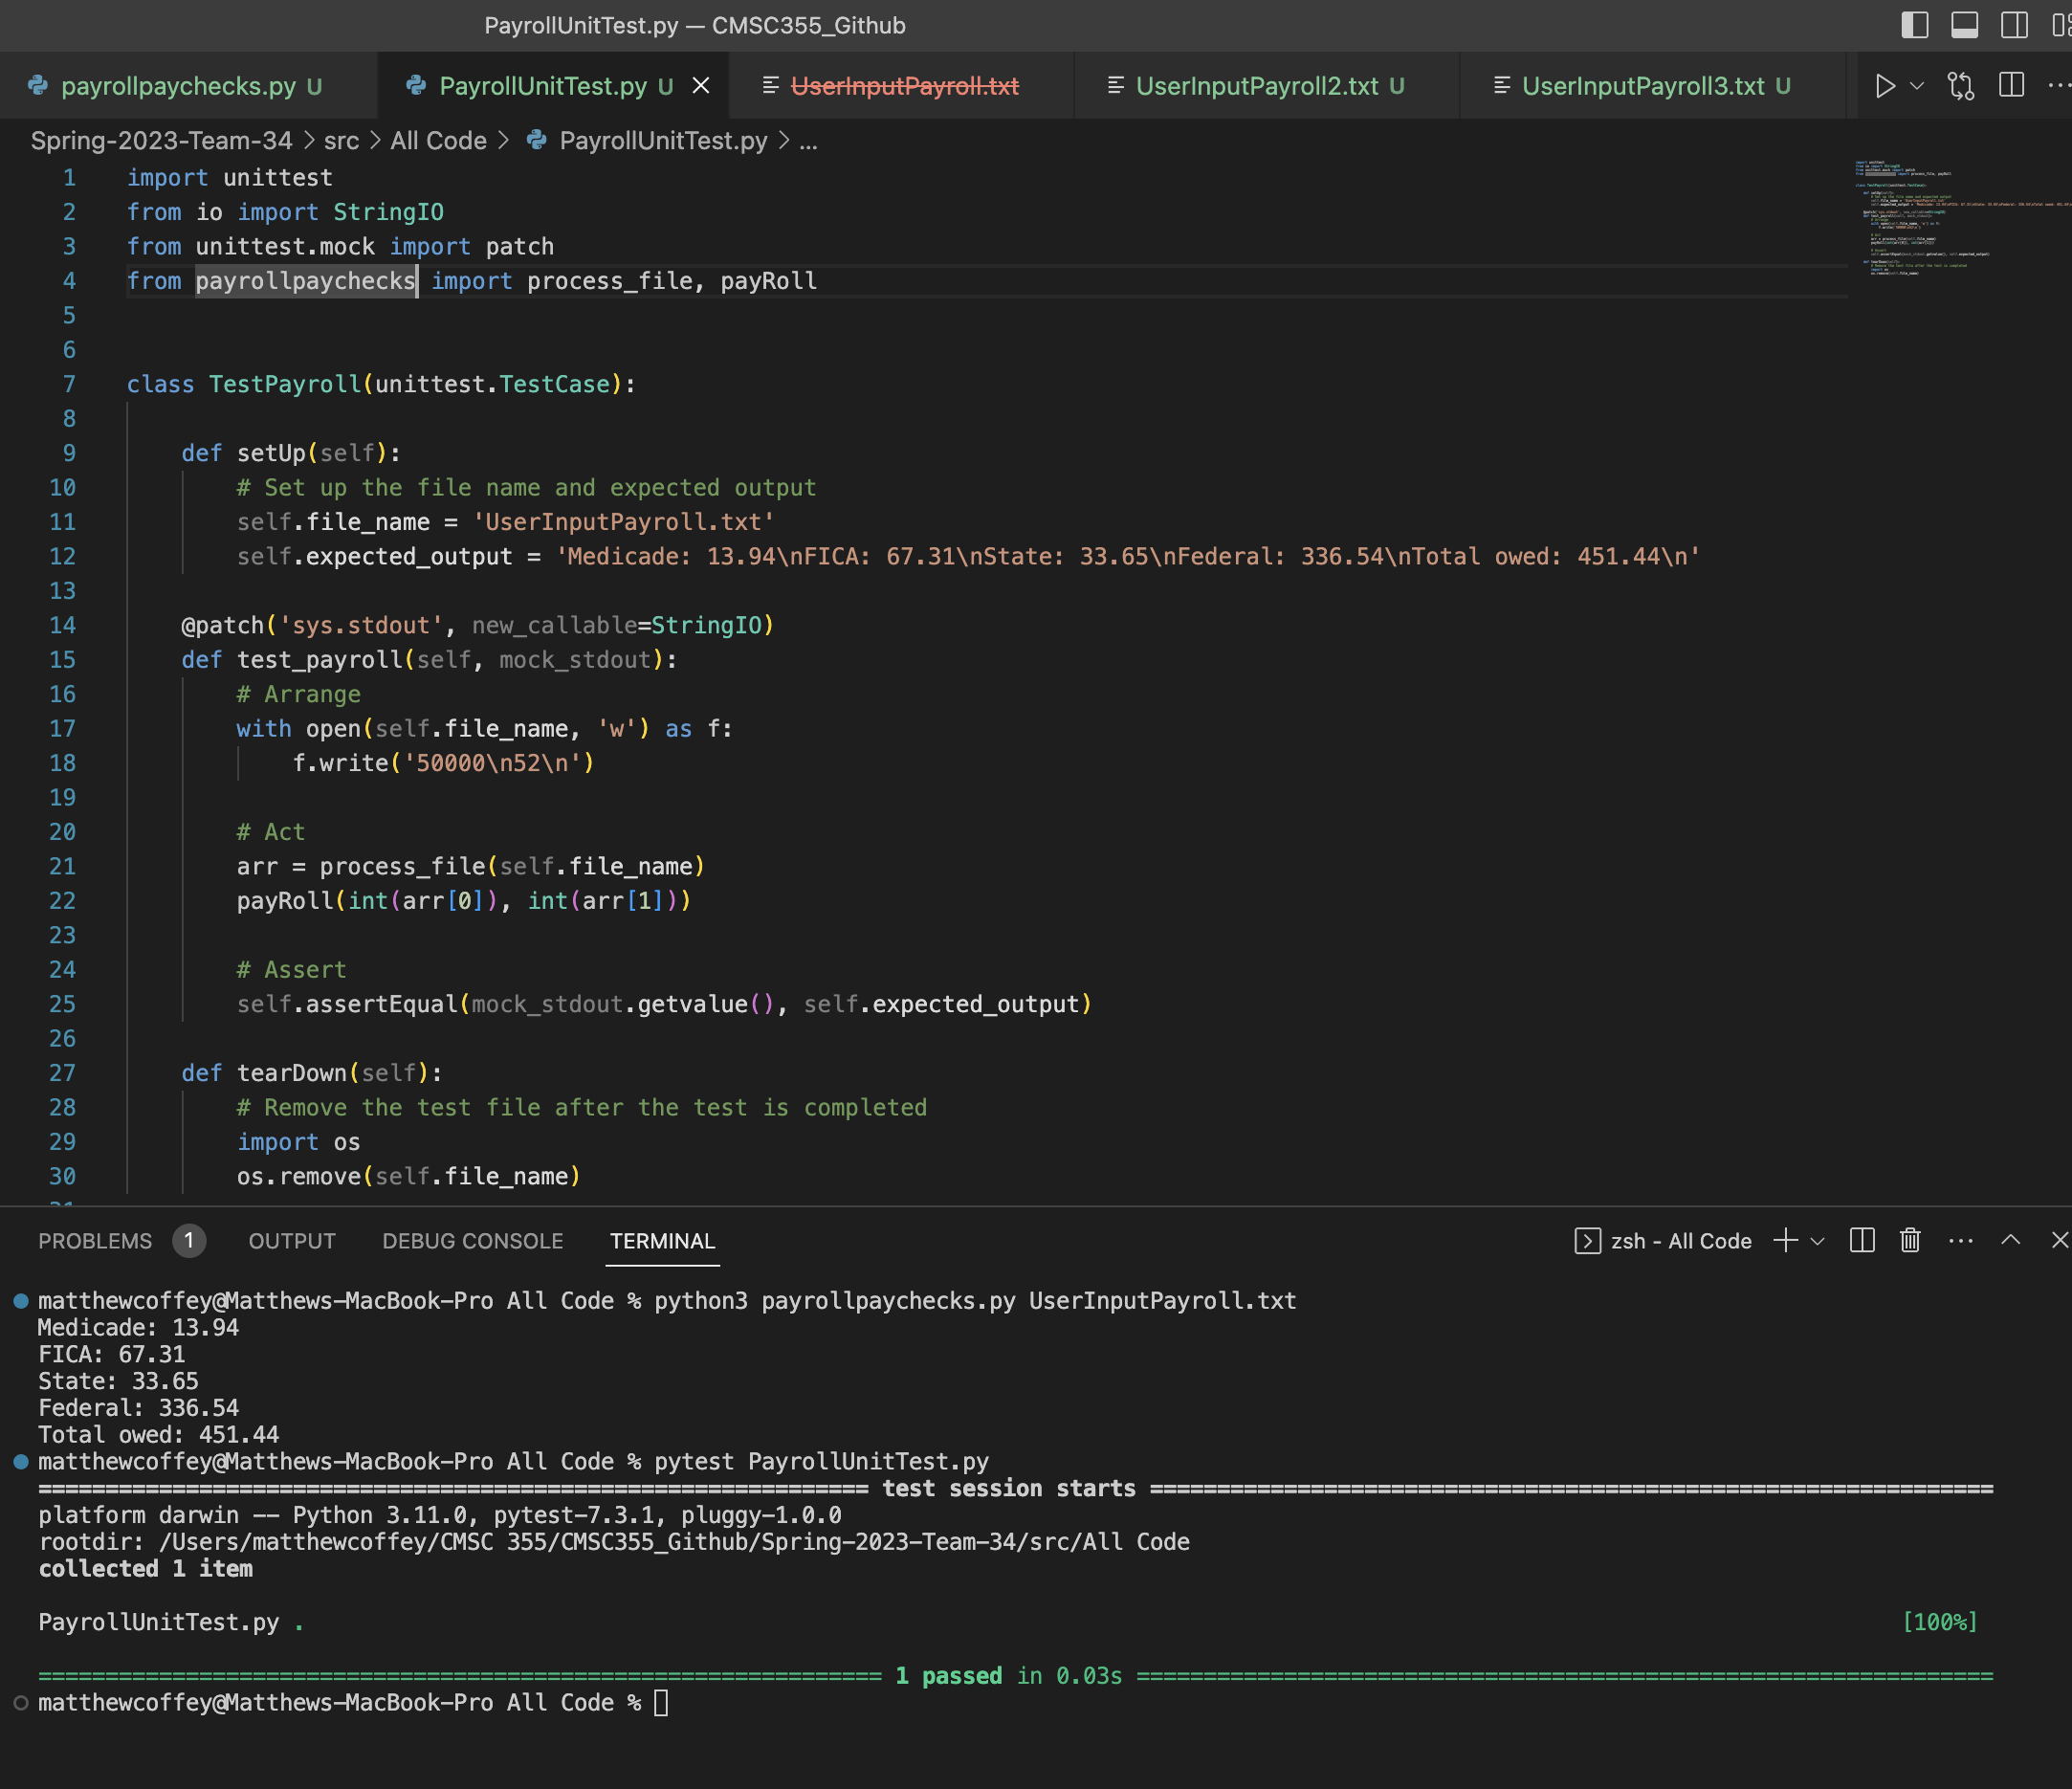 PayrollUnitTest.py — CMSC355_Github
payrollpaychecks.py U
PayrollUnitTest.py U
UserInputPayroll.txt
UserInputPayroll2.txt U
UserInputPayroll3.txt U
Spring-2023-Team-34 > src > All Code > PayrollUnitTest.py > ...
1 import unittest
2 from io import StringIO
3 from unittest.mock import patch
4 from payrollpaychecks import process_file, payRoll
5
6
7 class TestPayroll(unittest.TestCase):
8
9     def setUp(self):
10         # Set up the file name and expected output
11         self.file_name = 'UserInputPayroll.txt'
12         self.expected_output = 'Medicade: 13.94\nFICA: 67.31\nState: 33.65\nFederal: 336.54\nTotal owed: 451.44\n'
13
14     @patch('sys.stdout', new_callable=StringIO)
15     def test_payroll(self, mock_stdout):
16         # Arrange
17         with open(self.file_name, 'w') as f:
18             f.write('50000\n52\n')
19
20         # Act
21         arr = process_file(self.file_name)
22         payRoll(int(arr[0]), int(arr[1]))
23
24         # Assert
25         self.assertEqual(mock_stdout.getvalue(), self.expected_output)
26
27     def tearDown(self):
28         # Remove the test file after the test is completed
29         import os
30         os.remove(self.file_name)
PROBLEMS 1 OUTPUT DEBUG CONSOLE TERMINAL
zsh - All Code
matthewcoffey@Matthews-MacBook-Pro All Code % python3 payrollpaychecks.py UserInputPayroll.txt
Medicade: 13.94
FICA: 67.31
State: 33.65
Federal: 336.54
Total owed: 451.44
matthewcoffey@Matthews-MacBook-Pro All Code % pytest PayrollUnitTest.py
============================================================== test session starts ===============================================================
platform darwin -- Python 3.11.0, pytest-7.3.1, pluggy-1.0.0
rootdir: /Users/matthewcoffey/CMSC 355/CMSC355_Github/Spring-2023-Team-34/src/All Code
collected 1 item
PayrollUnitTest.py . [100%]
=============================================================== 1 passed in 0.03s ================================================================
matthewcoffey@Matthews-MacBook-Pro All Code %